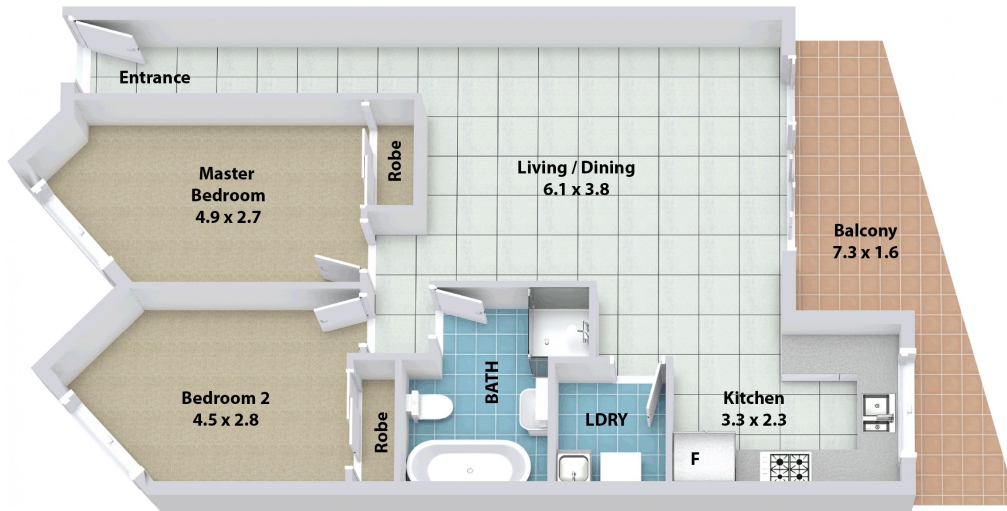 Entrance
Master
Bedroom
4.9 x 2.7
Robe
Living / Dining
6.1 x 3.8
Balcony
7.3 x 1.6
Bedroom 2
4.5 x 2.8
Robe
BATH
LDRY
Kitchen
3.3 x 2.3
F